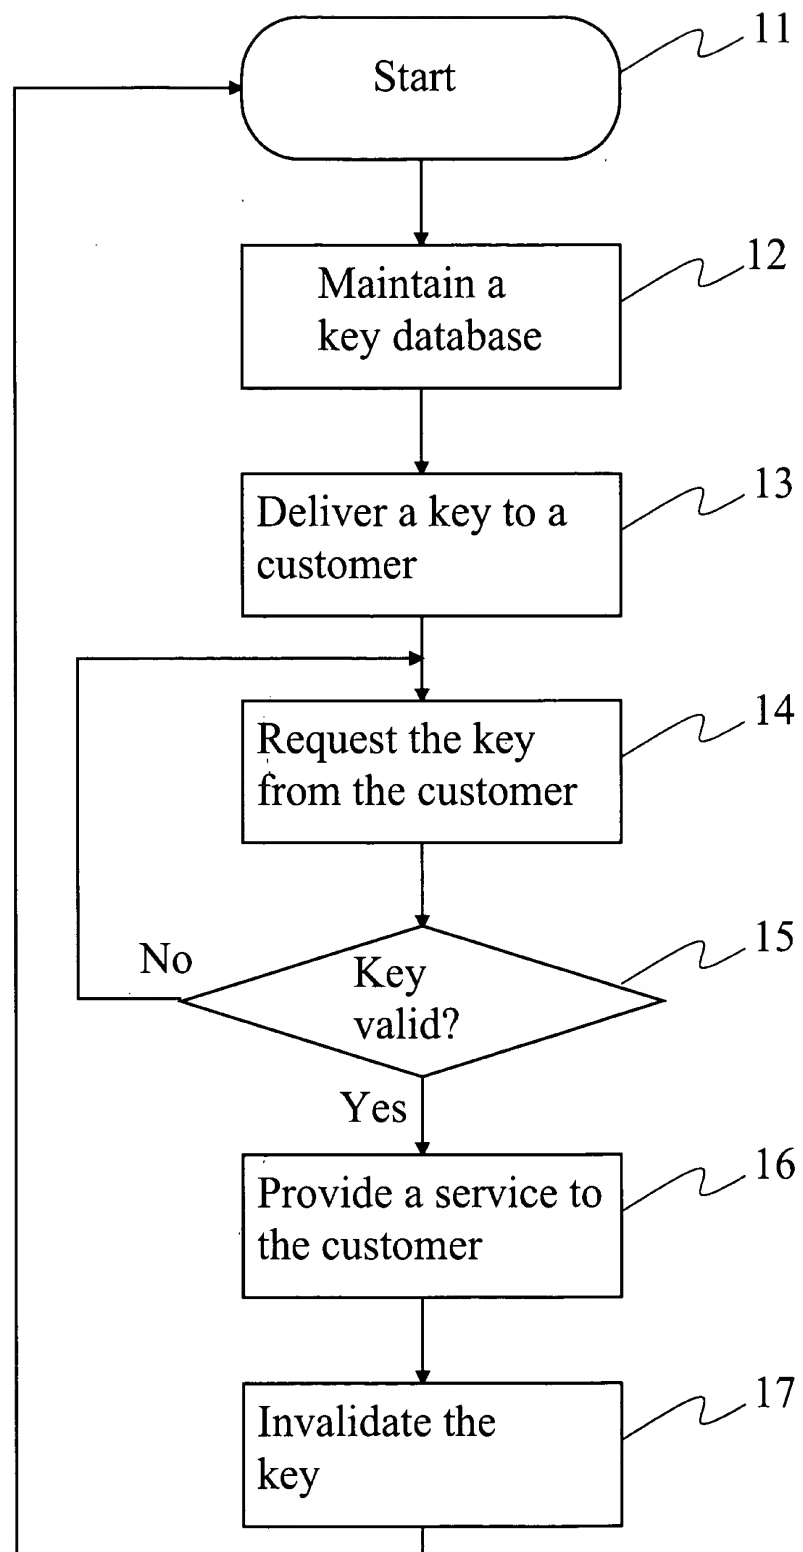 Start
11
Maintain a
key database
12
Deliver a key to a
customer
13
Request the key
from the customer
14
No
Key
valid?
15
Yes
Provide a service to
the customer
16
Invalidate the
key
17